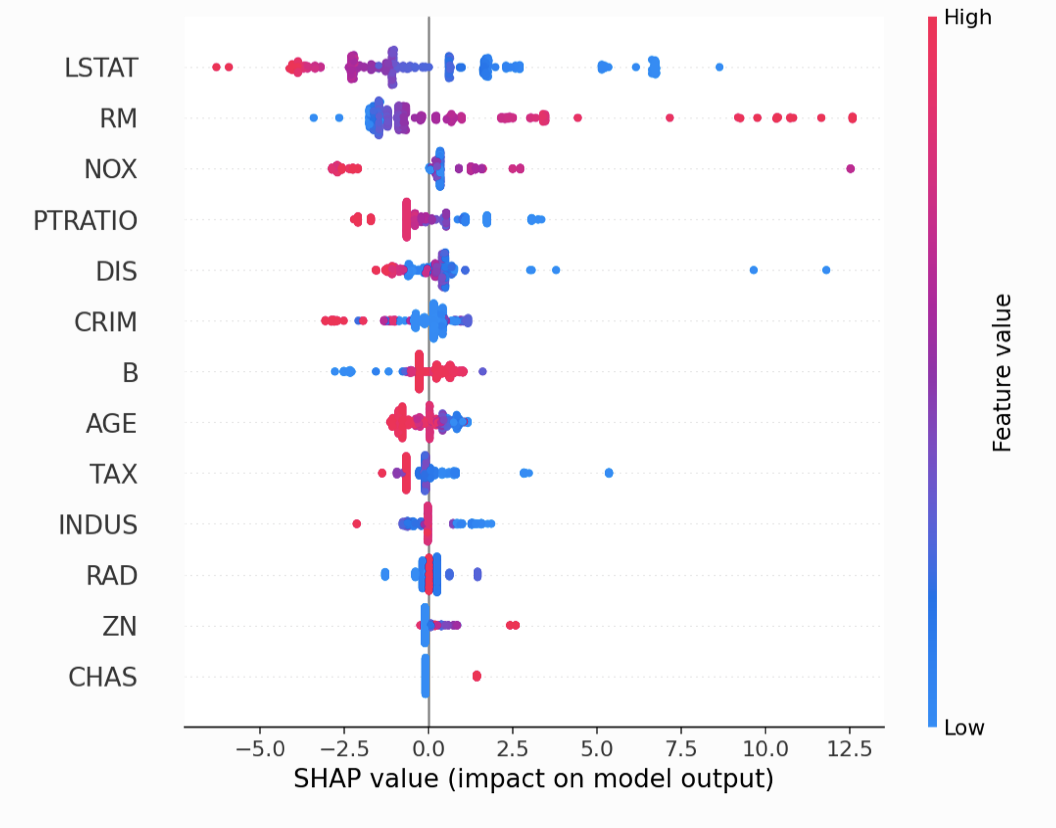 High
LSTAT
RM
NOX
PTRATIO
DIS
CRIM
B
AGE
TAX
INDUS
RAD
ZN
CHAS
Feature value
Low
−5.0 −2.5 0.0 2.5 5.0 7.5 10.0 12.5
SHAP value (impact on model output)